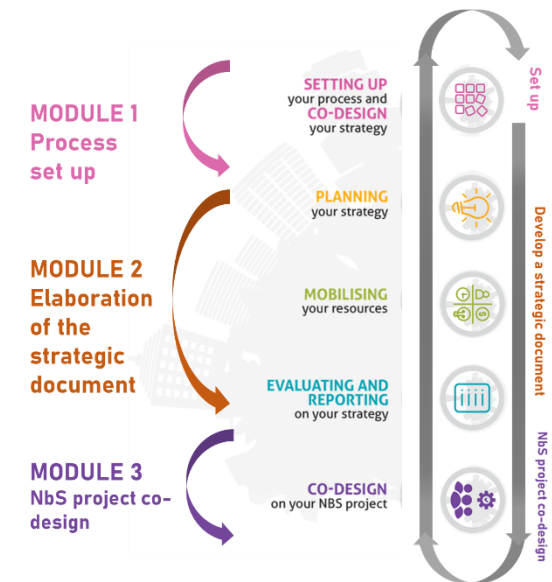 MODULE 1
Process
set up
MODULE 2
Elaboration
of the
strategic
document
MODULE 3
NbS project co-
design
SETTING UP
your process and
CO-DESIGN
your strategy
PLANNING
your strategy
MOBILISING
your resources
EVALUATING AND
REPORTING
on your strategy
CO-DESIGN
on your NBS project
Set up
Develop a strategic document
NbS project co-design